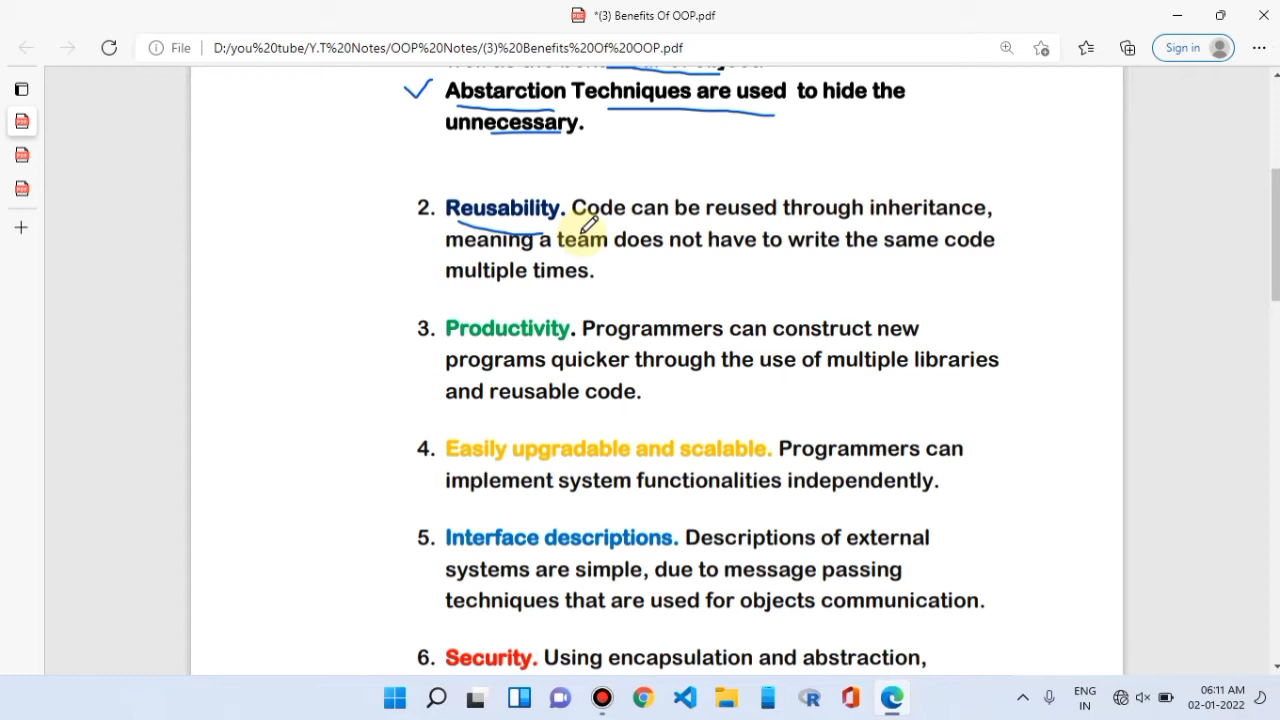 *(3) Benefits Of OOP.pdf
File
D:/you%20tube/Y.T%20Notes/OOP%20Notes/(3)%20Benefits%20Of%20OOP.pdf
Sign in
Abstarction Techniques are used to hide the
unnecessary.
2. Reusability. Code can be reused through inheritance,
meaning a team does not have to write the same code
multiple times.
3. Productivity. Programmers can construct new
programs quicker through the use of multiple libraries
and reusable code.
4. Easily upgradable and scalable. Programmers can
implement system functionalities independently.
5. Interface descriptions. Descriptions of external
systems are simple, due to message passing
techniques that are used for objects communication.
6. Security. Using encapsulation and abstraction,
ENG
IN
06:11 AM
02-01-2022